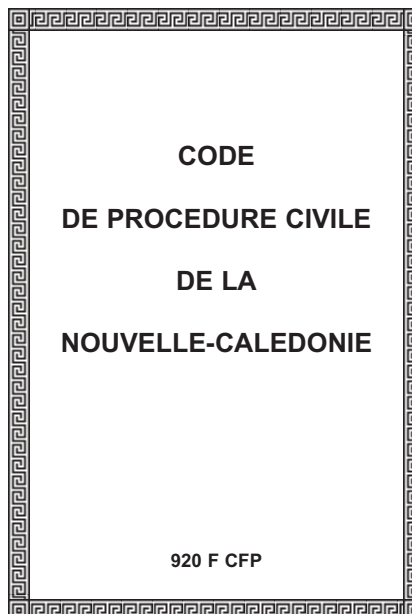 CODE
DE PROCEDURE CIVILE
DE LA
NOUVELLE-CALEDONIE
920 F CFP